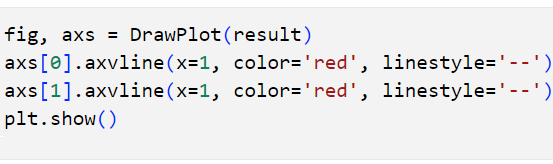 fig, axs = DrawPlot(result)
axs[0].axvline(x=1, color='red', linestyle='--')
axs[1].axvline(x=1, color='red', linestyle='--')
plt.show()